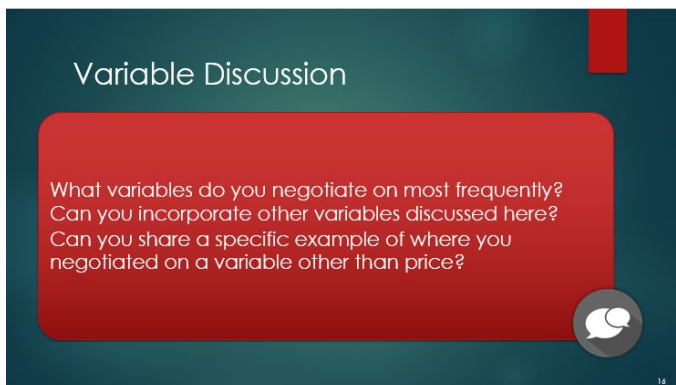 Variable Discussion
What variables do you negotiate on most frequently?
Can you incorporate other variables discussed here?
Can you share a specific example of where you
negotiated on a variable other than price?
16